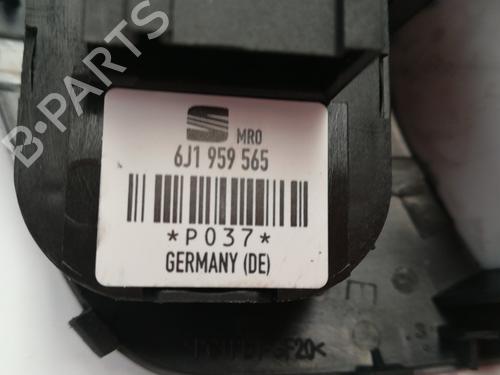 B-PARTS
MRO
6J1 959 565
*P037*
GERMANY (DE)